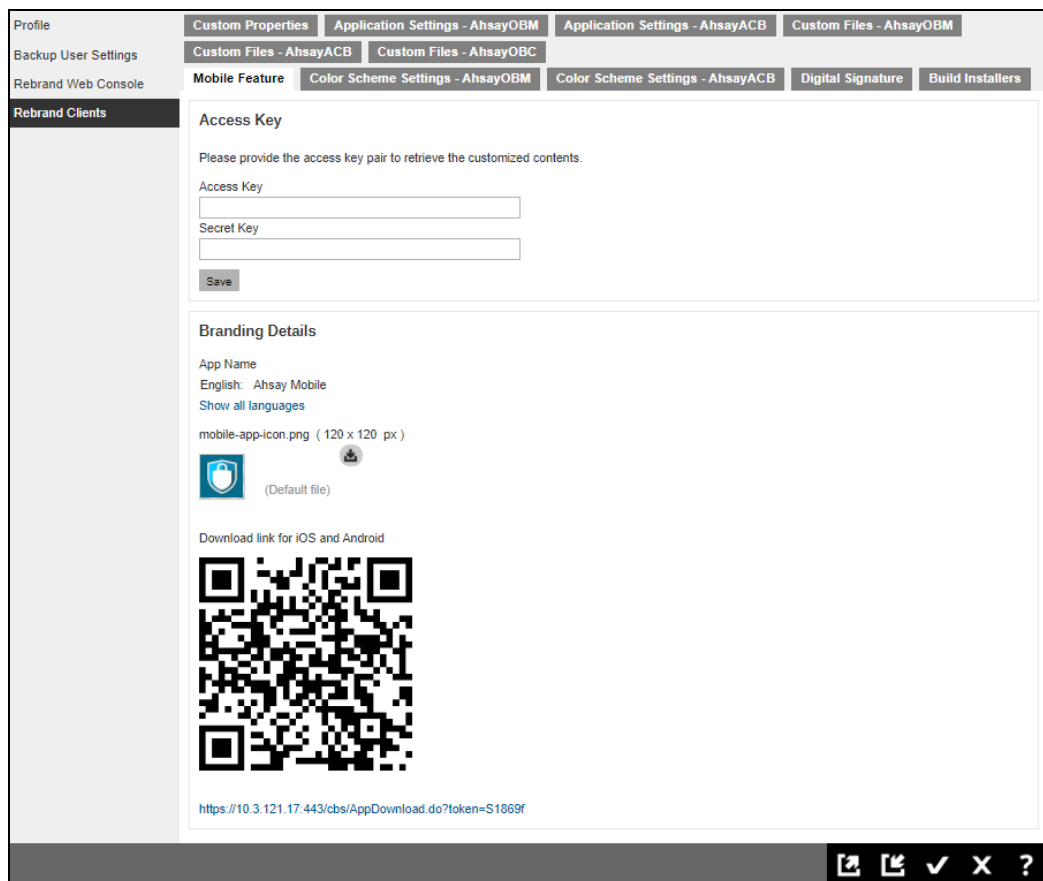 Profile
Backup User Settings
Rebrand Web Console
Rebrand Clients
Custom Properties
Application Settings - AhsayOBM
Application Settings - AhsayACB
Custom Files - AhsayOBM
Custom Files - AhsayACB
Custom Files - AhsayOBC
Mobile Feature
Color Scheme Settings - AhsayOBM
Color Scheme Settings - AhsayACB
Digital Signature
Build Installers
Access Key
Please provide the access key pair to retrieve the customized contents.
Access Key
Secret Key
Save
Branding Details
App Name
English: Ahsay Mobile
Show all languages
mobile-app-icon.png ( 120 x 120 px )
(Default file)
Download link for iOS and Android
https://10.3.121.17:443/cbs/AppDownload.do?token=S1869f
?